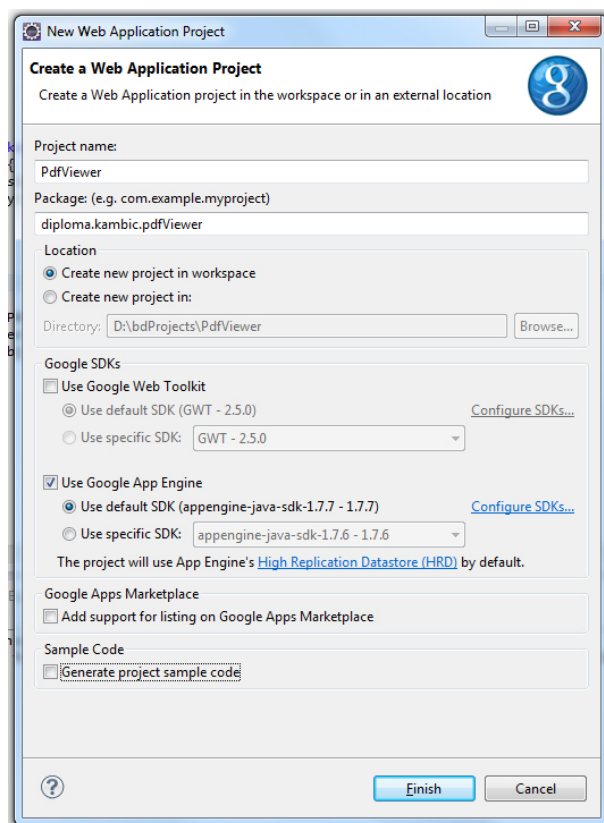 New Web Application Project
Create a Web Application Project
Create a Web Application project in the workspace or in an external location
Project name:
PdfViewer
Package: (e.g. com.example.myproject)
diploma.kambic.pdfViewer
Location
Create new project in workspace
Create new project in:
Directory: D:\bdProjects\PdfViewer Browse...
Google SDKs
Use Google Web Toolkit
Use default SDK (GWT - 2.5.0) Configure SDKs...
Use specific SDK: GWT - 2.5.0
Use Google App Engine
Use default SDK (appengine-java-sdk-1.7.7 - 1.7.7) Configure SDKs...
Use specific SDK: appengine-java-sdk-1.7.6 - 1.7.6
The project will use App Engine's High Replication Datastore (HRD) by default.
Google Apps Marketplace
Add support for listing on Google Apps Marketplace
Sample Code
Generate project sample code
? Finish Cancel